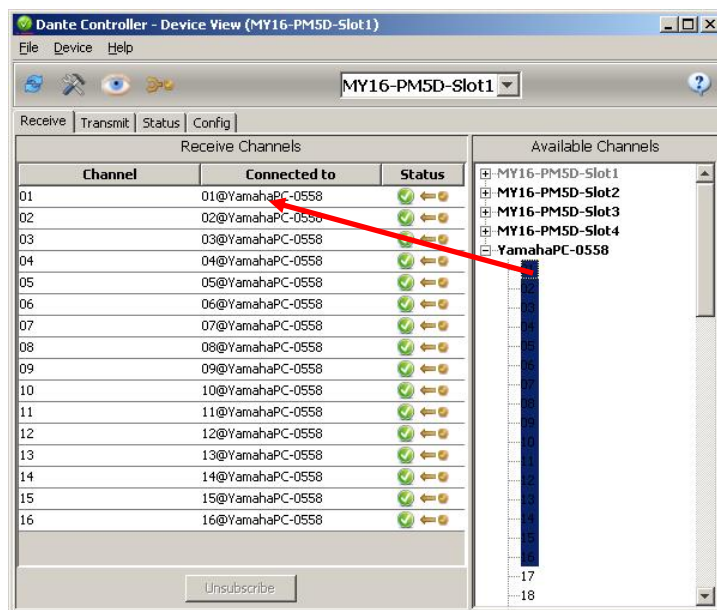 Dante Controller - Device View (MY16-PM5D-Slot1)
File Device Help
MY16-PM5D-Slot1
Receive Transmit Status Config
Receive Channels
Channel Connected to Status
01 01@YamahaPC-0558
02 02@YamahaPC-0558
03 03@YamahaPC-0558
04 04@YamahaPC-0558
05 05@YamahaPC-0558
06 06@YamahaPC-0558
07 07@YamahaPC-0558
08 08@YamahaPC-0558
09 09@YamahaPC-0558
10 10@YamahaPC-0558
11 11@YamahaPC-0558
12 12@YamahaPC-0558
13 13@YamahaPC-0558
14 14@YamahaPC-0558
15 15@YamahaPC-0558
16 16@YamahaPC-0558
Unsubscribe
Available Channels
MY16-PM5D-Slot1
MY16-PM5D-Slot2
MY16-PM5D-Slot3
MY16-PM5D-Slot4
YamahaPC-0558
02
03
04
05
06
07
08
09
10
11
12
13
14
15
16
17
18